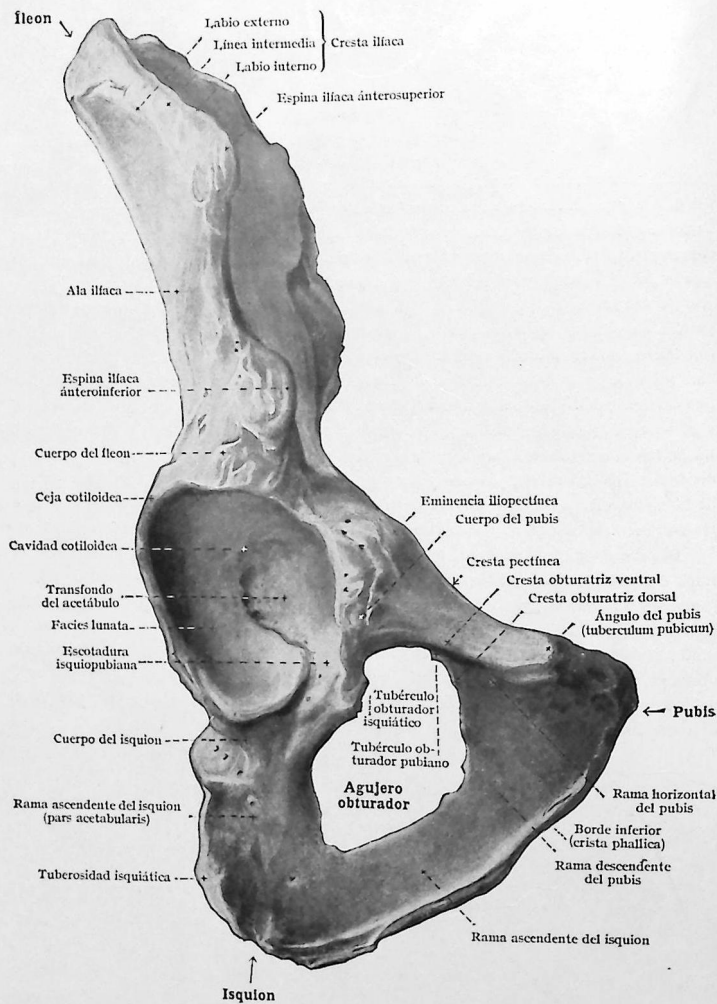 Íleon
Labio externo
Línea intermedia
Cresta ilíaca
Labio interno
Espina ilíaca ánterosuperior
Ala ilíaca
Espina ilíaca
ánteroinferior
Cuerpo del íleon
Ceja cotiloidea
Cavidad cotiloidea
Transfondo
del acetábulo
Facies lunata
Escotadura
isquiopubiana
Cuerpo del isquion
Rama ascendente del isquion
(pars acetabularis)
Tuberosidad isquiática
Isquion
Eminencia iliopectínea
Cuerpo del pubis
Cresta pectínea
Cresta obturatriz ventral
Cresta obturatriz dorsal
Ángulo del pubis
(tuberculum pubicum)
Pubis
Tubérculo
obturador
isquiático
Tubérculo ob-
turador pubiano
Agujero
obturador
Rama horizontal
del pubis
Borde inferior
(crista phallica)
Rama descendente
del pubis
Rama ascendente del isquion